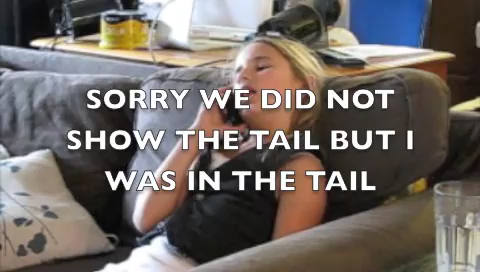 SORRY WE DID NOT
SHOW THE TAIL BUT I
WAS IN THE TAIL